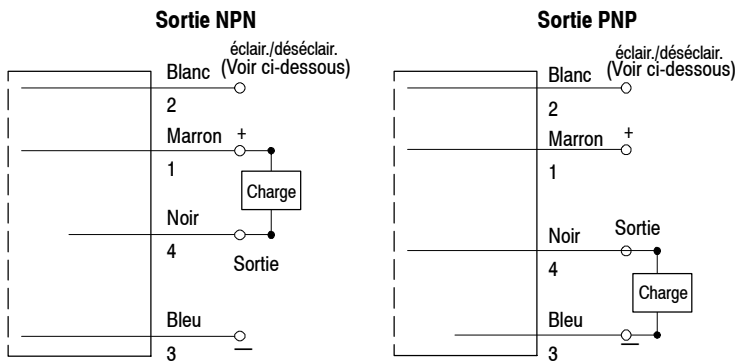 Sortie NPN
éclair./déséclair.
(Voir ci-dessous)
Blanc
2
Marron +
1
Charge
Noir
4
Sortie
Bleu
3
Sortie PNP
éclair./déséclair.
(Voir ci-dessous)
Blanc
2
Marron +
1
Noir
Sortie
4
Charge
Bleu
3